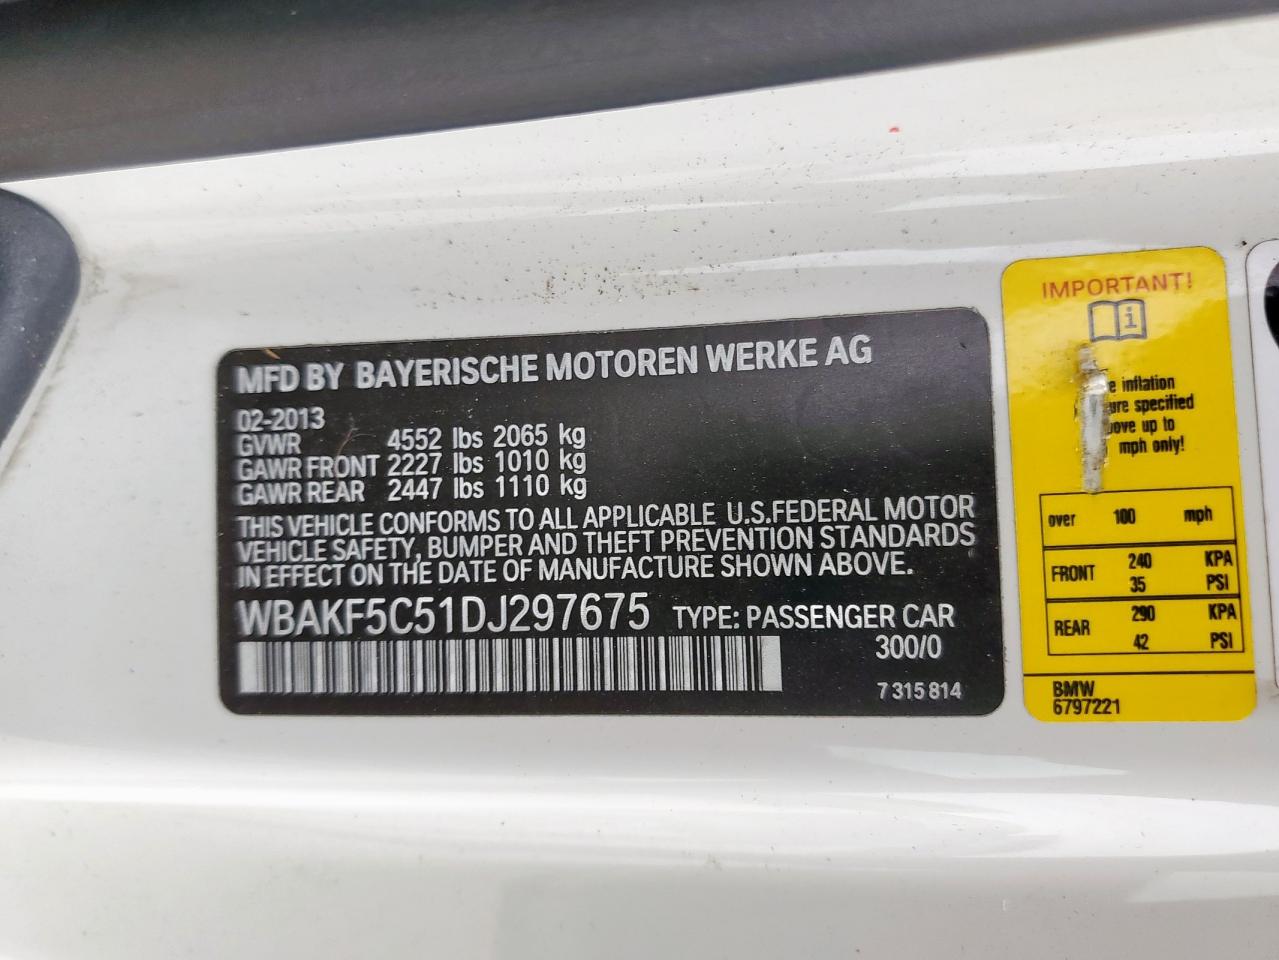 MFD BY BAYERISCHE MOTOREN WERKE AG
02-2013
GVWR 4552 lbs 2065 kg
GAWR FRONT 2227 lbs 1010 kg
GAWR REAR 2447 lbs 1110 kg
THIS VEHICLE CONFORMS TO ALL APPLICABLE U.S.FEDERAL MOTOR
VEHICLE SAFETY, BUMPER AND THEFT PREVENTION STANDARDS
IN EFFECT ON THE DATE OF MANUFACTURE SHOWN ABOVE.
WBAKF5C51DJ297675 TYPE: PASSENGER CAR
300/0
7 315 814
IMPORTANT!
i
inflation
specified
up to
mph only!
over 100 mph
FRONT 240 KPA
35 PSI
REAR 290 KPA
42 PSI
BMW
6797221